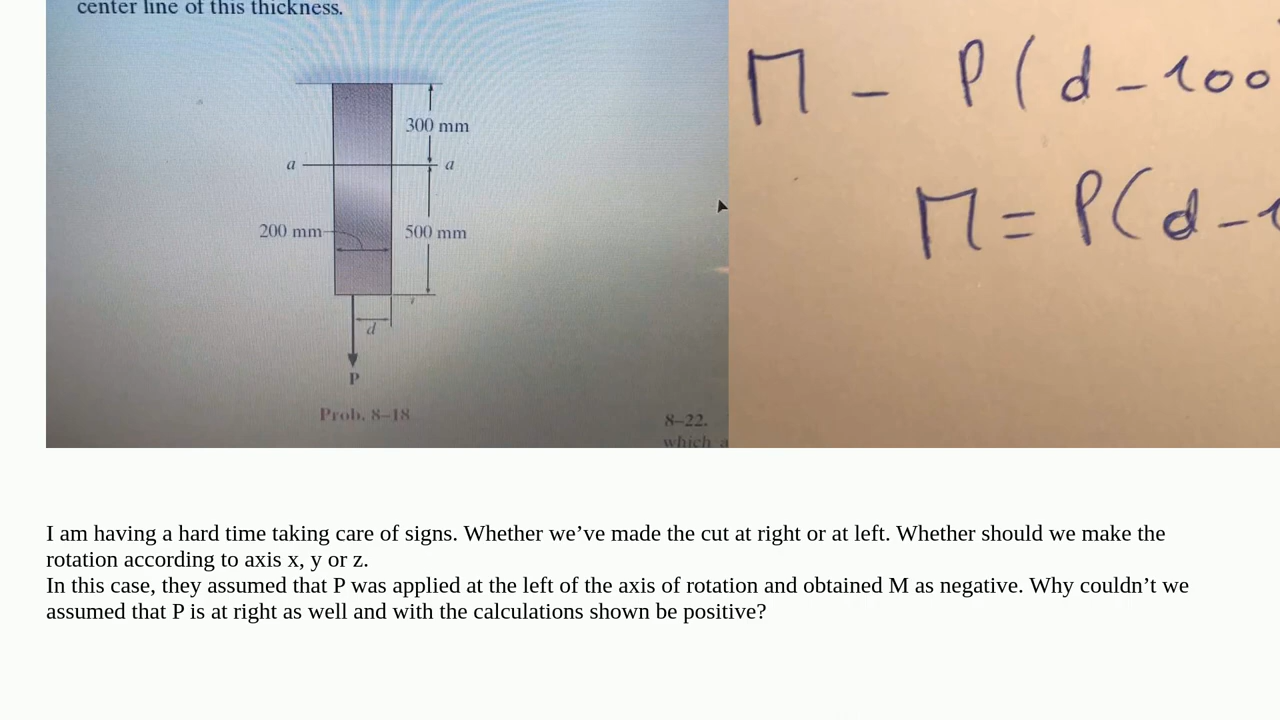 center line of this thickness.
300 mm
a
a
200 mm
500 mm
d
P
Prob. 8–18
8–22.
which a
M – P(d–100
M = P(d–1
I am having a hard time taking care of signs. Whether we’ve made the cut at right or at left. Whether should we make the
rotation according to axis x, y or z.
In this case, they assumed that P was applied at the left of the axis of rotation and obtained M as negative. Why couldn’t we
assumed that P is at right as well and with the calculations shown be positive?